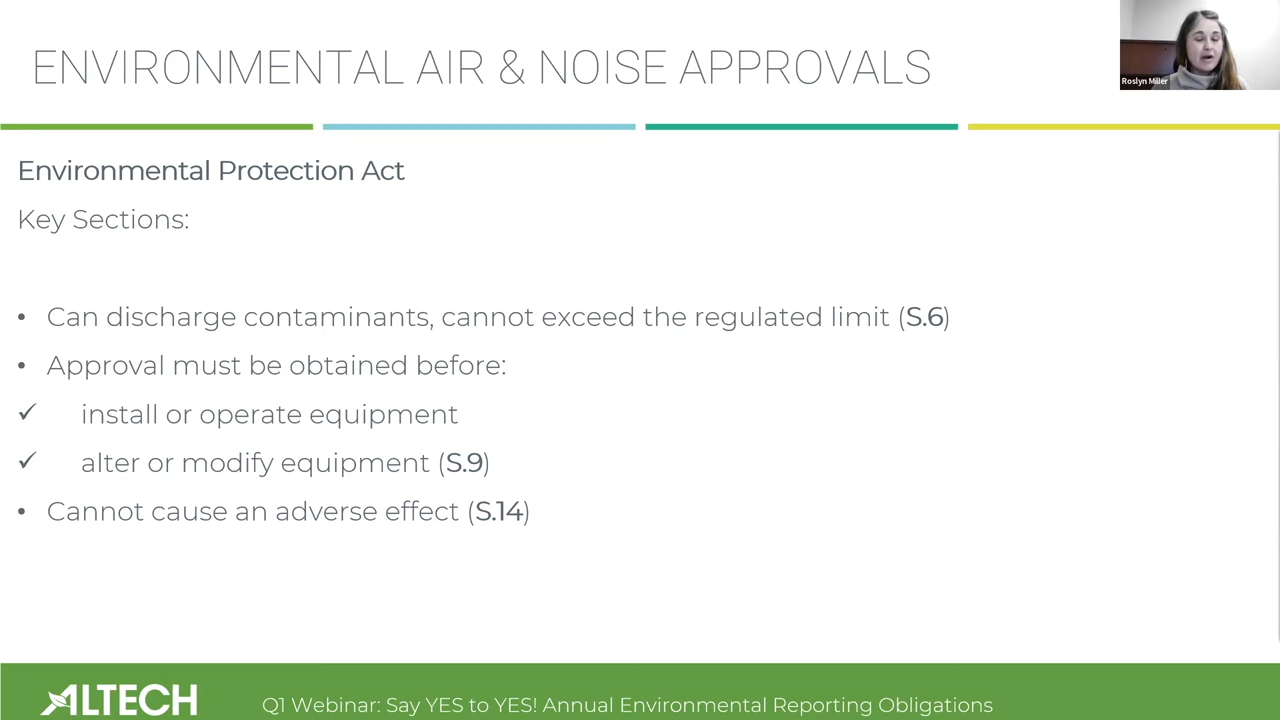 ENVIRONMENTAL AIR & NOISE APPROVALS
Roslyn Miller
Environmental Protection Act
Key Sections:
• Can discharge contaminants, cannot exceed the regulated limit (S.6)
• Approval must be obtained before:
✓ install or operate equipment
✓ alter or modify equipment (S.9)
• Cannot cause an adverse effect (S.14)
ALTECH
Q1 Webinar: Say YES to YES! Annual Environmental Reporting Obligations